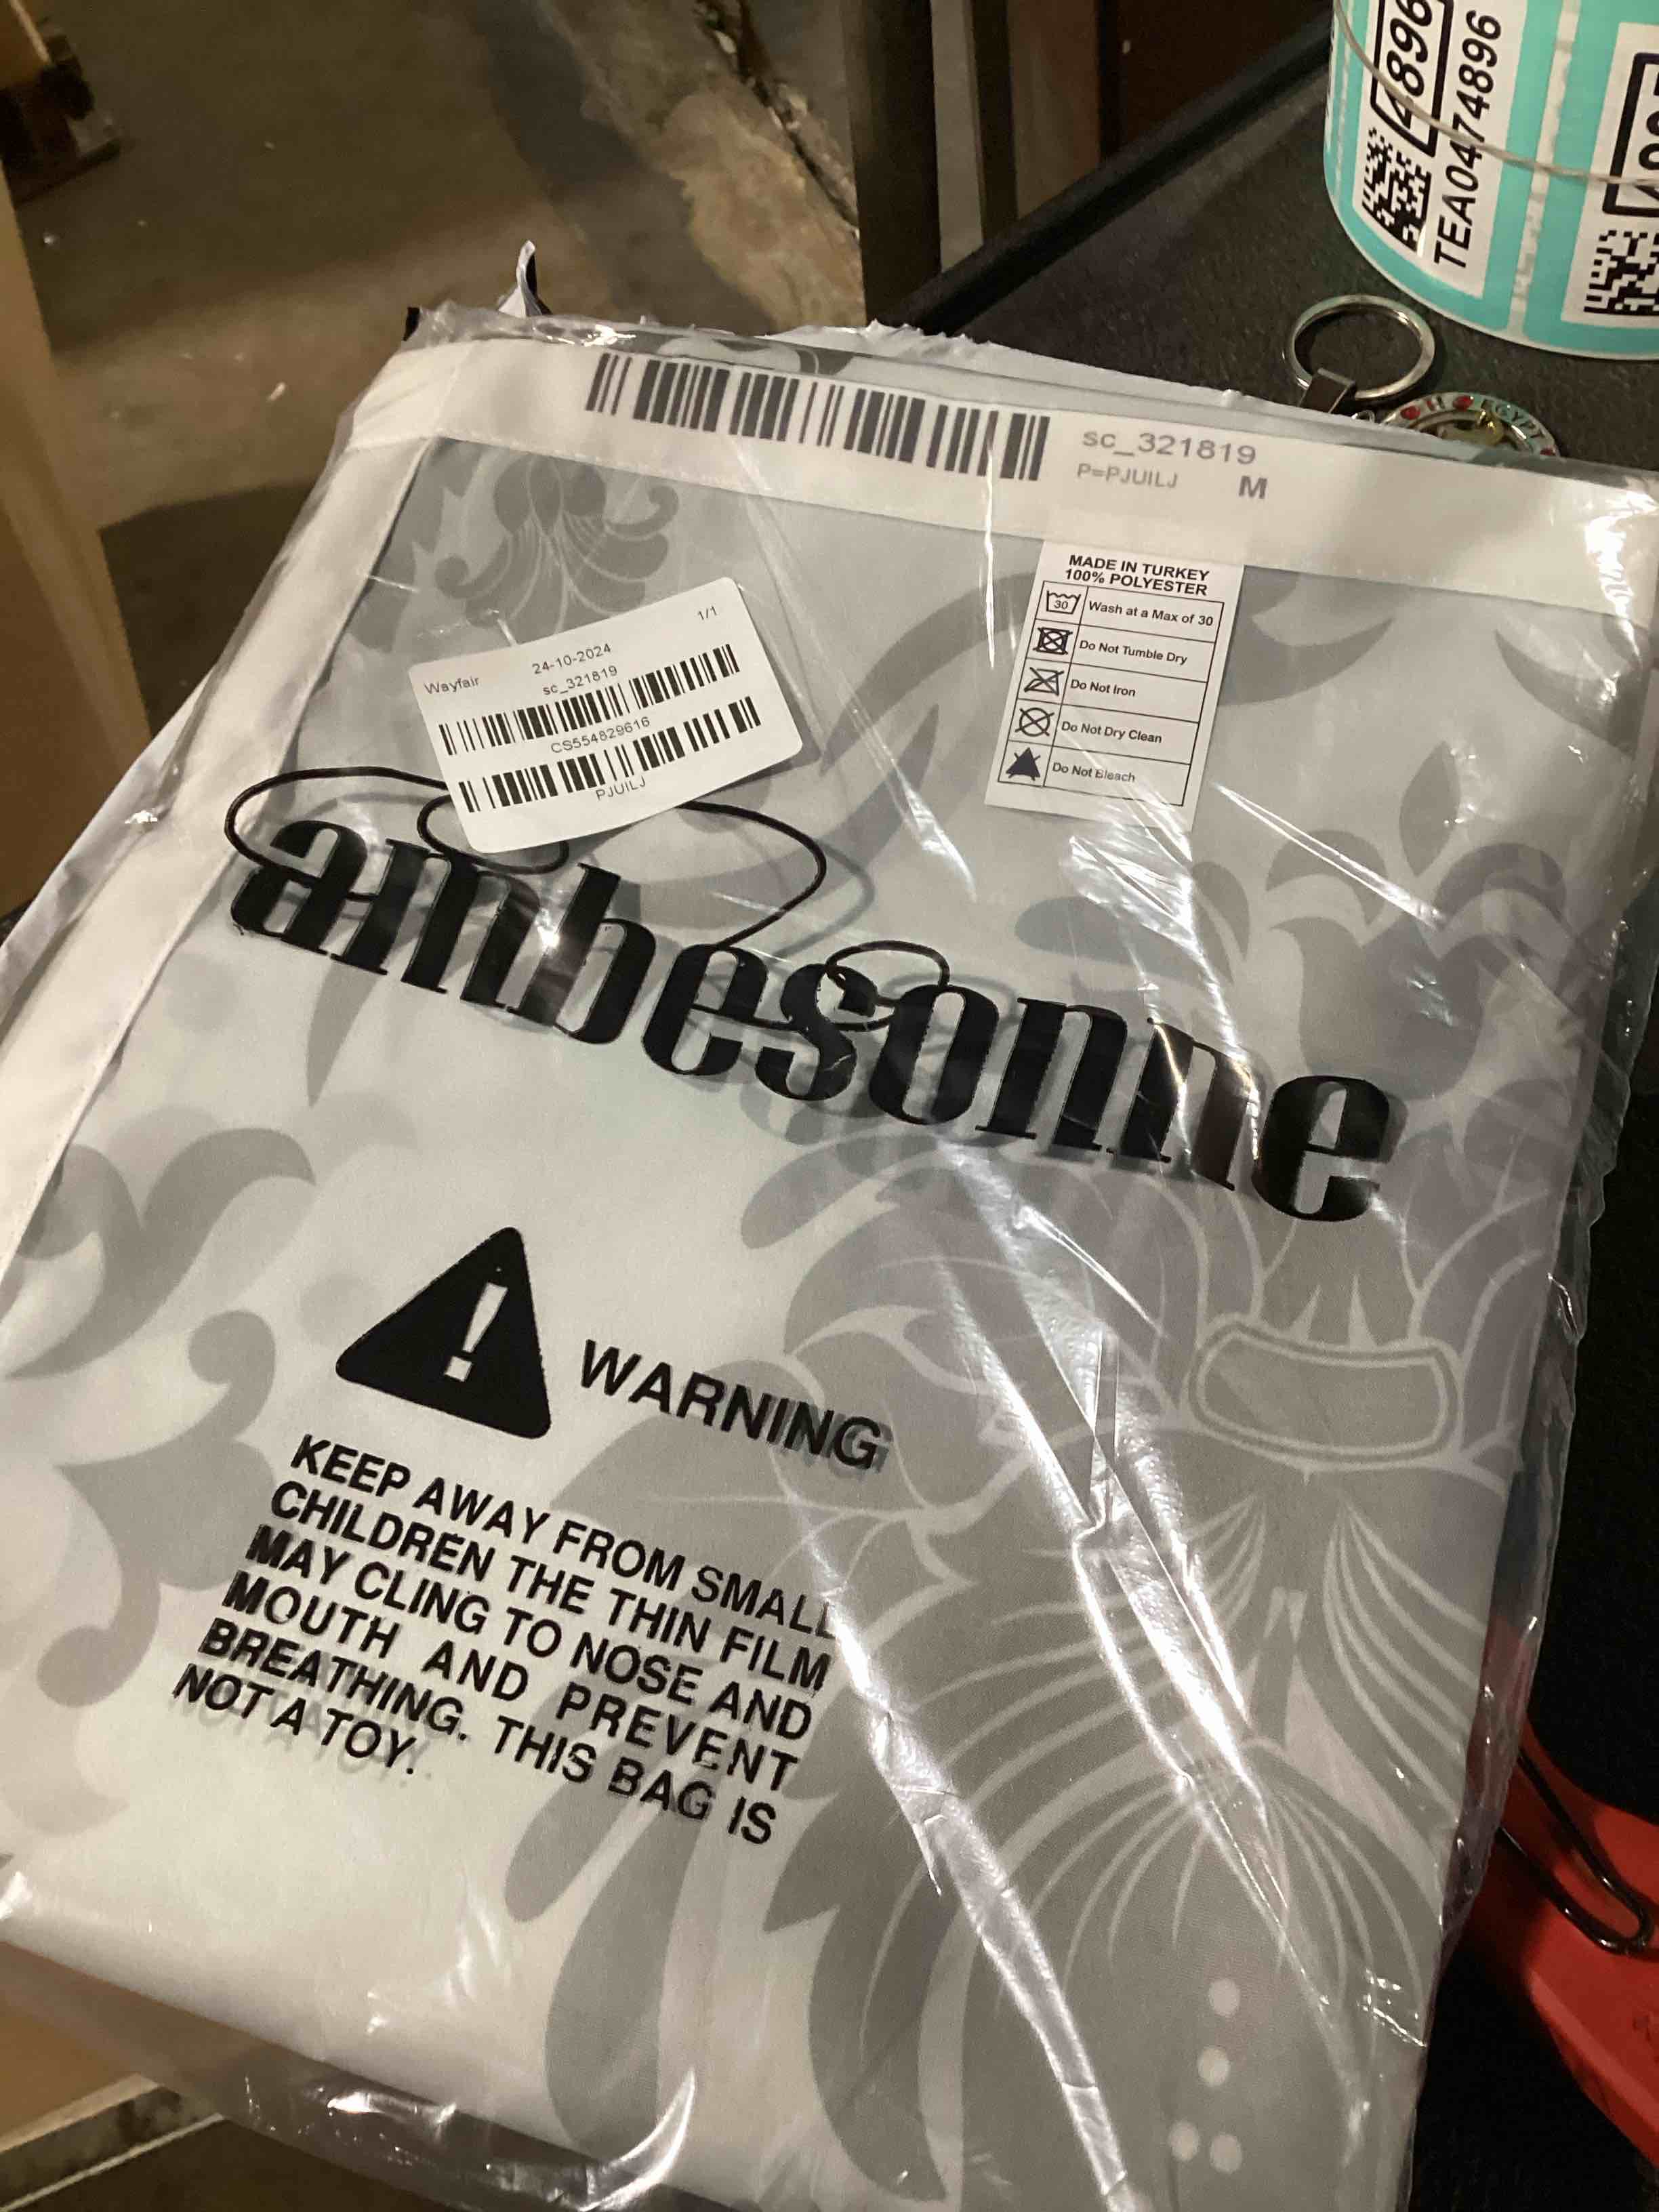 4896
TEA0474896
EGYPT
sc_321819
P=PJUILJ M
MADE IN TURKEY
100% POLYESTER
30 Wash at a Max of 30
Do Not Tumble Dry
Do Not Iron
Do Not Dry Clean
Do Not Bleach
1/1
Wayfair 24-10-2024
sc_321819
CS554829616
PJUILJ
ambesonne
! WARNING
KEEP AWAY FROM SMALL
CHILDREN THE THIN FILM
MAY CLING TO NOSE AND
MOUTH AND PREVENT
BREATHING. THIS BAG IS
NOT A TOY.